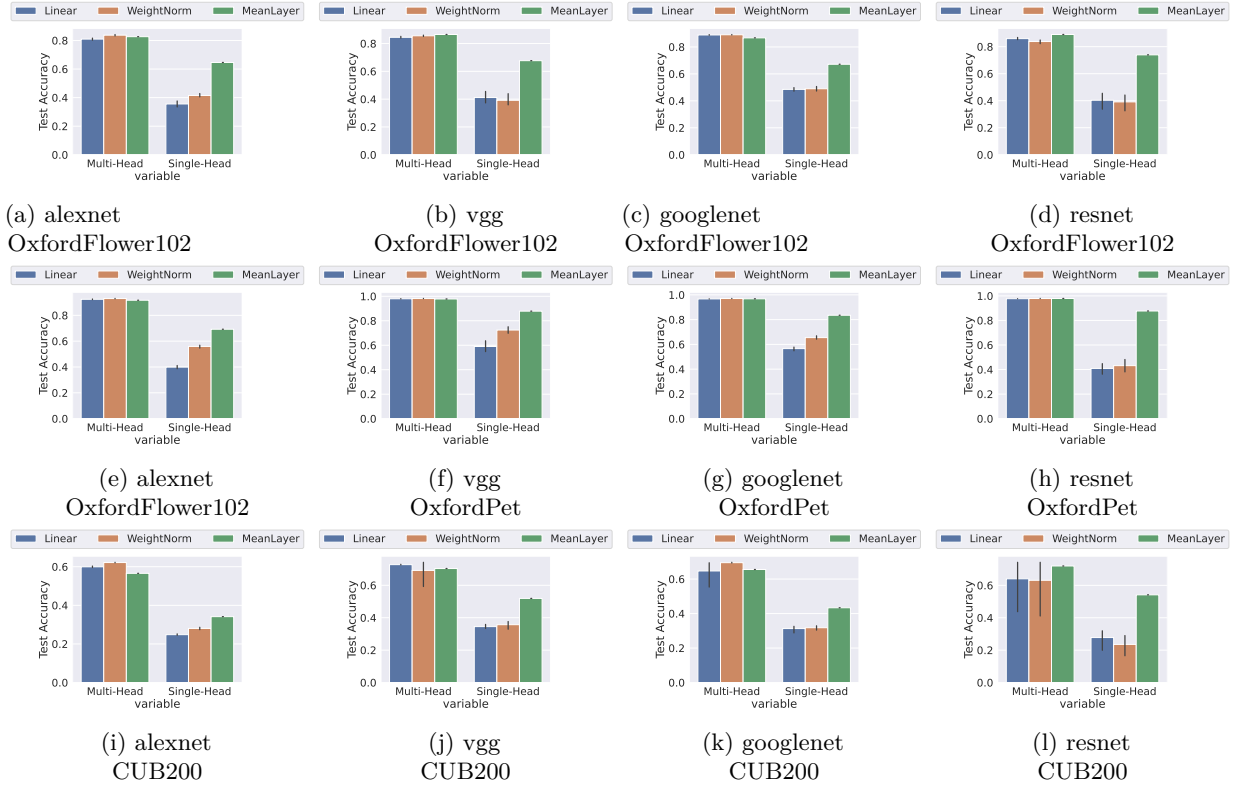 Linear WeightNorm MeanLayer
Test Accuracy
0.8
0.6
0.4
0.2
0.0
Multi-Head Single-Head
variable
(a) alexnet
OxfordFlower102
Linear WeightNorm MeanLayer
Test Accuracy
0.8
0.6
0.4
0.2
0.0
Multi-Head Single-Head
variable
(b) vgg
OxfordFlower102
Linear WeightNorm MeanLayer
Test Accuracy
0.8
0.6
0.4
0.2
0.0
Multi-Head Single-Head
variable
(c) googlenet
OxfordFlower102
Linear WeightNorm MeanLayer
Test Accuracy
0.8
0.6
0.4
0.2
0.0
Multi-Head Single-Head
variable
(d) resnet
OxfordFlower102
Linear WeightNorm MeanLayer
Test Accuracy
0.8
0.6
0.4
0.2
0.0
Multi-Head Single-Head
variable
(e) alexnet
OxfordFlower102
Linear WeightNorm MeanLayer
Test Accuracy
1.0
0.8
0.6
0.4
0.2
0.0
Multi-Head Single-Head
variable
(f) vgg
OxfordPet
Linear WeightNorm MeanLayer
Test Accuracy
1.0
0.8
0.6
0.4
0.2
0.0
Multi-Head Single-Head
variable
(g) googlenet
OxfordPet
Linear WeightNorm MeanLayer
Test Accuracy
1.0
0.8
0.6
0.4
0.2
0.0
Multi-Head Single-Head
variable
(h) resnet
OxfordPet
Linear WeightNorm MeanLayer
Test Accuracy
0.6
0.4
0.2
0.0
Multi-Head Single-Head
variable
(i) alexnet
CUB200
Linear WeightNorm MeanLayer
Test Accuracy
0.6
0.4
0.2
0.0
Multi-Head Single-Head
variable
(j) vgg
CUB200
Linear WeightNorm MeanLayer
Test Accuracy
0.6
0.4
0.2
0.0
Multi-Head Single-Head
variable
(k) googlenet
CUB200
Linear WeightNorm MeanLayer
Test Accuracy
0.6
0.4
0.2
0.0
Multi-Head Single-Head
variable
(l) resnet
CUB200